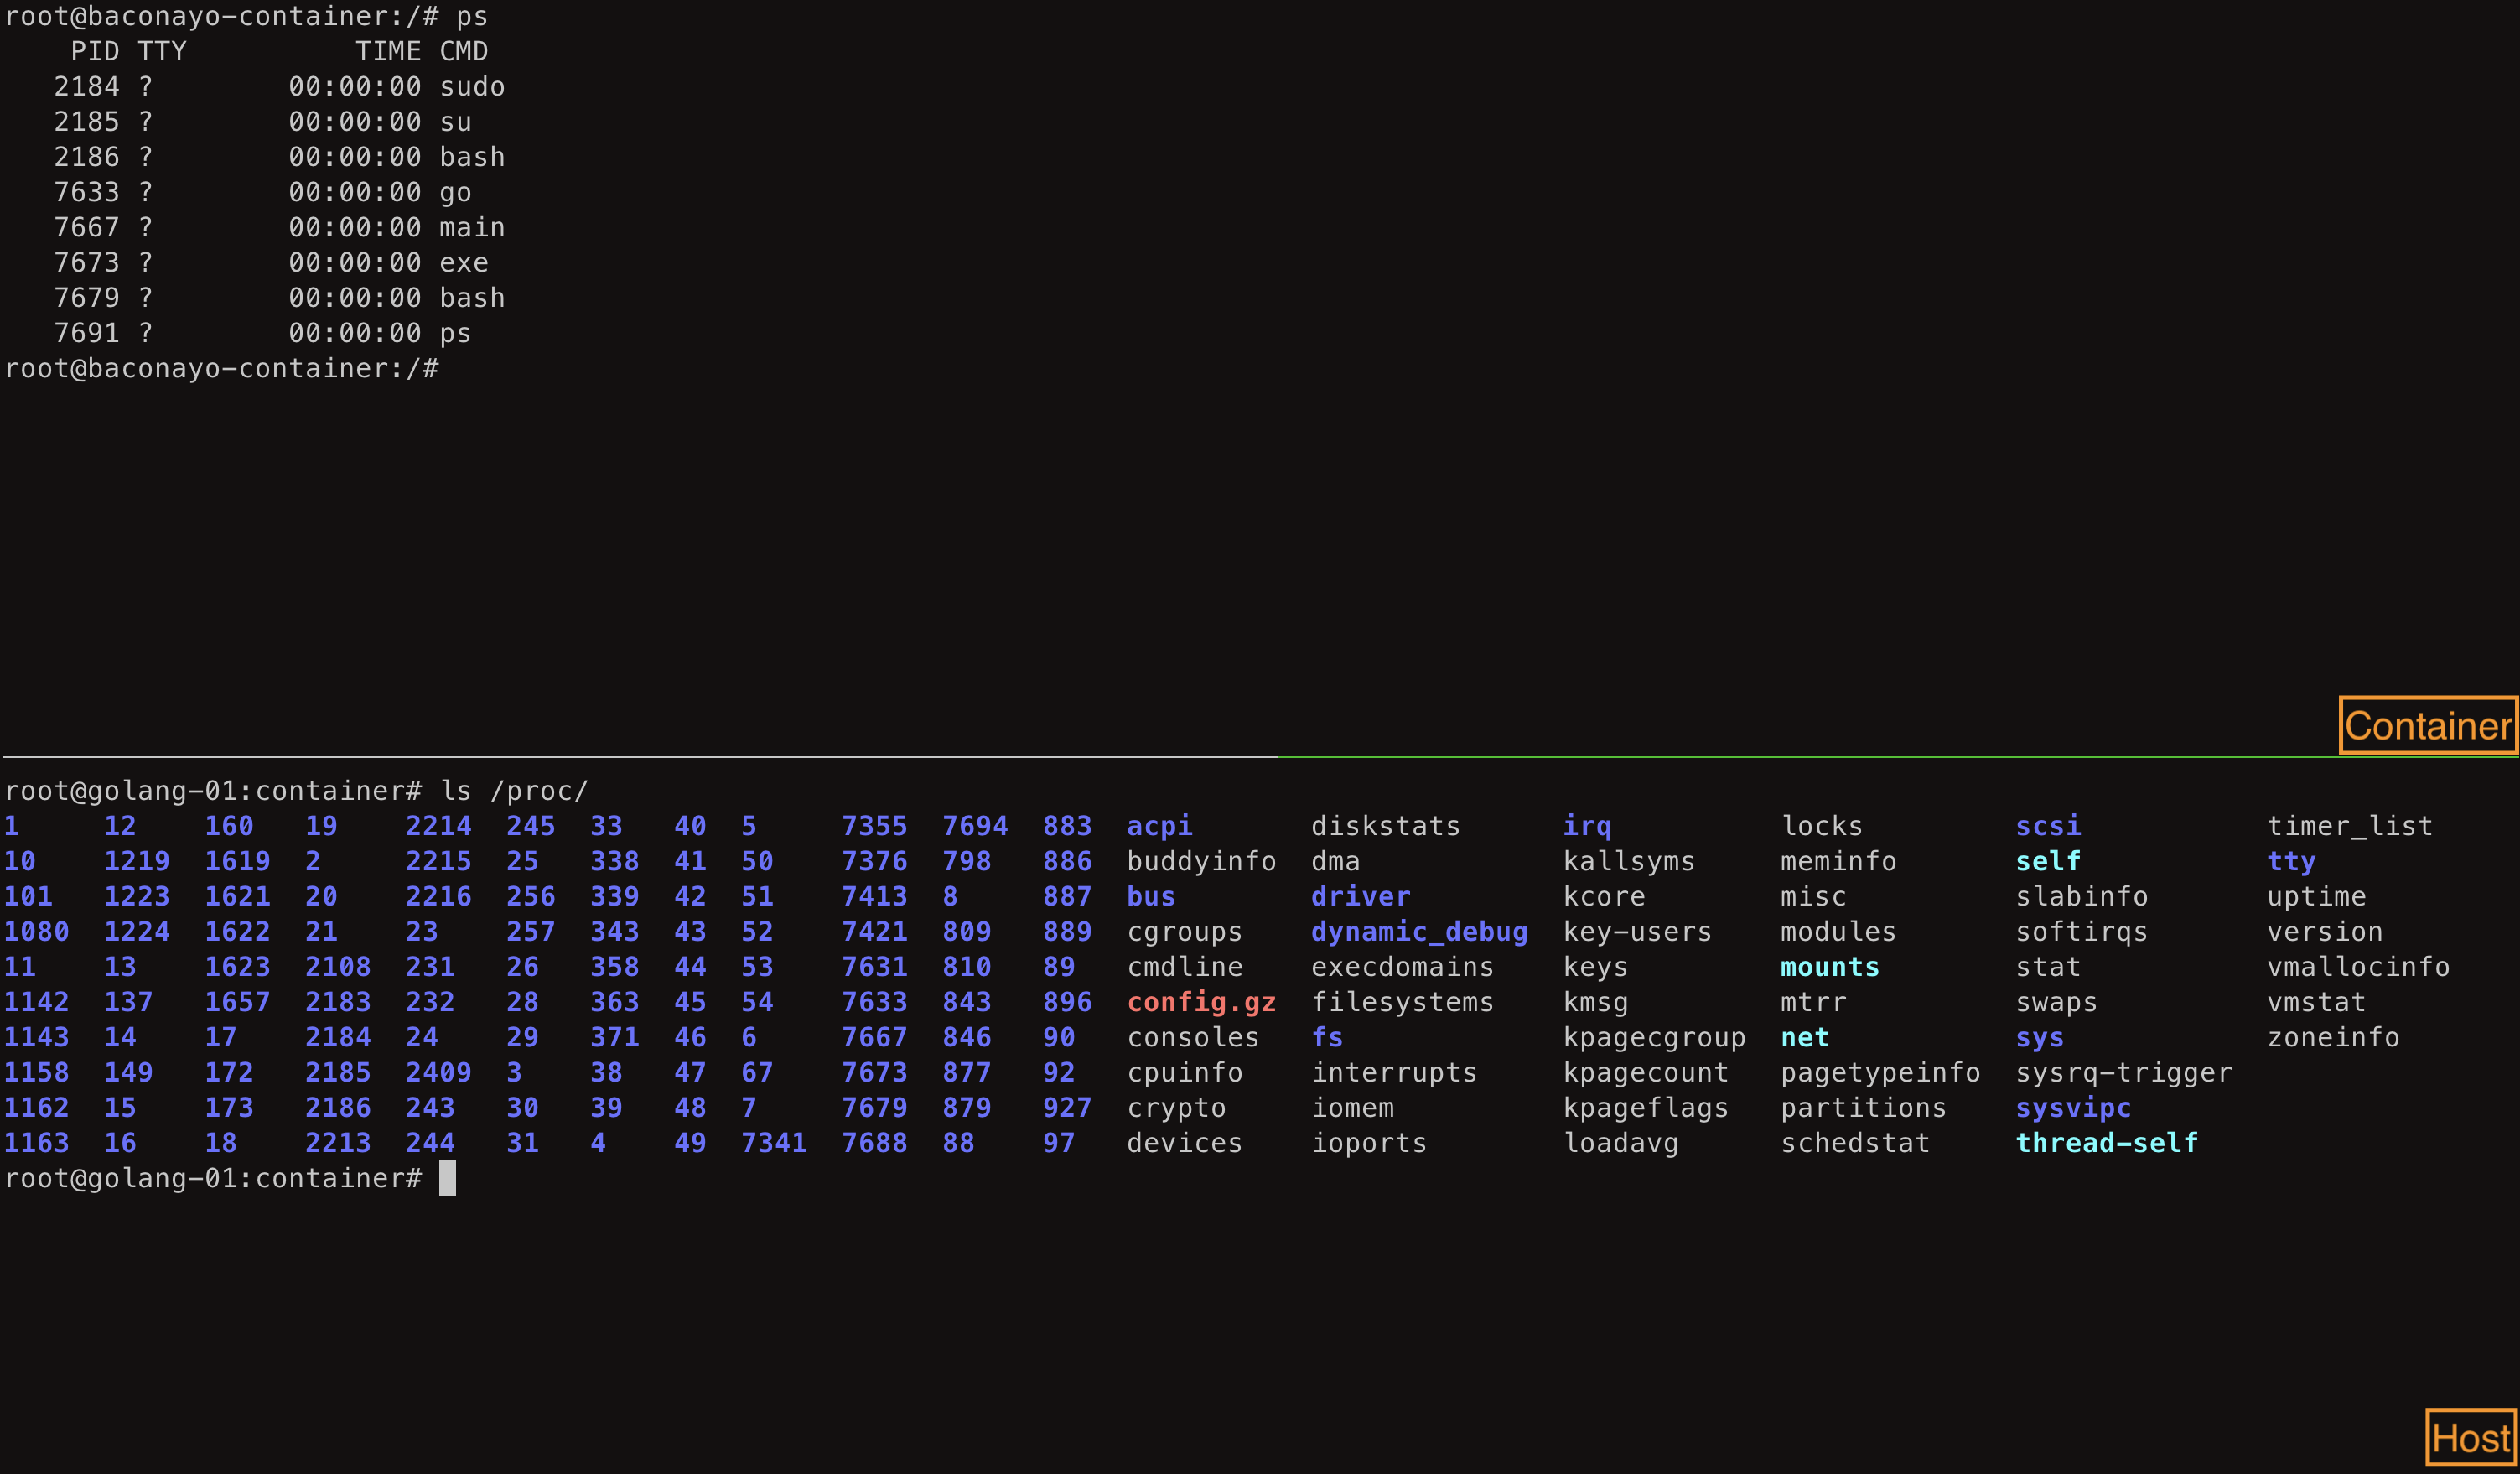 root@baconayo-container:/# ps
    PID TTY          TIME CMD
   2184 ?        00:00:00 sudo
   2185 ?        00:00:00 su
   2186 ?        00:00:00 bash
   7633 ?        00:00:00 go
   7667 ?        00:00:00 main
   7673 ?        00:00:00 exe
   7679 ?        00:00:00 bash
   7691 ?        00:00:00 ps
root@baconayo-container:/#
Container
root@golang-01:container# ls /proc/
1     12    160   19    2214  245  33   40  5     7355  7694  883  acpi       diskstats      irq         locks         scsi           timer_list
10    1219  1619  2     2215  25   338  41  50    7376  798   886  buddyinfo  dma            kallsyms    meminfo       self           tty
101   1223  1621  20    2216  256  339  42  51    7413  8     887  bus        driver         kcore       misc          slabinfo       uptime
1080  1224  1622  21    23    257  343  43  52    7421  809   889  cgroups    dynamic_debug  key-users   modules       softirqs       version
11    13    1623  2108  231   26   358  44  53    7631  810   89   cmdline    execdomains    keys        mounts        stat           vmallocinfo
1142  137   1657  2183  232   28   363  45  54    7633  843   896  config.gz  filesystems    kmsg        mtrr          swaps          vmstat
1143  14    17    2184  24    29   371  46  6     7667  846   90   consoles   fs             kpagecgroup net           sys            zoneinfo
1158  149   172   2185  2409  3    38   47  67    7673  877   92   cpuinfo    interrupts     kpagecount  pagetypeinfo  sysrq-trigger
1162  15    173   2186  243   30   39   48  7     7679  879   927  crypto     iomem          kpageflags  partitions    sysvipc
1163  16    18    2213  244   31   4    49  7341  7688  88    97   devices    ioports        loadavg     schedstat     thread-self
root@golang-01:container#
Host